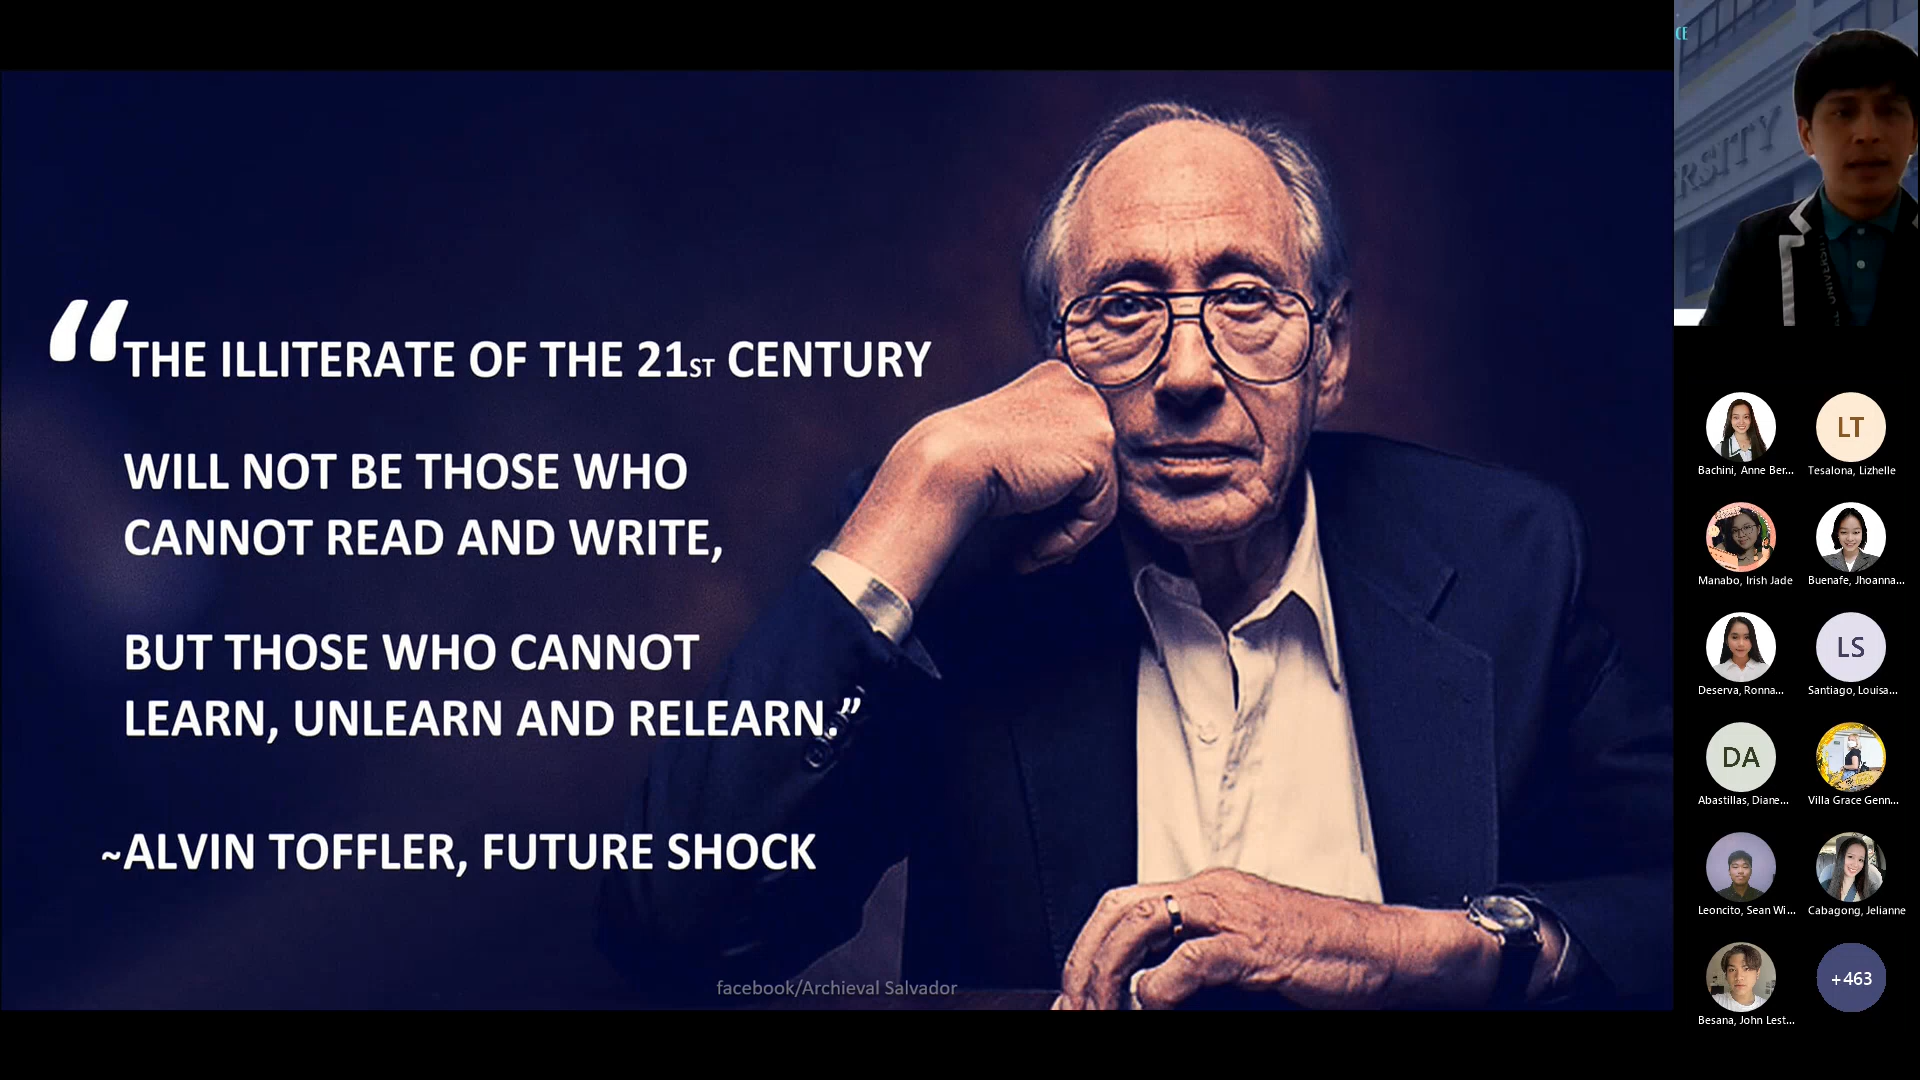 “THE ILLITERATE OF THE 21ST CENTURY
WILL NOT BE THOSE WHO
CANNOT READ AND WRITE,
BUT THOSE WHO CANNOT
LEARN, UNLEARN AND RELEARN.”
~ALVIN TOFFLER, FUTURE SHOCK
facebook/Archieval Salvador
CE
RSITY
Bachini, Anne Ber...
LT
Tesalona, Lizhelle
Manabo, Irish Jade
Buenafe, Jhoanna...
Deserva, Ronna...
LS
Santiago, Louisa...
DA
Abastillas, Diane...
Villa Grace Genn...
Leoncito, Sean Wi...
Cabagong, Jelianne
Besana, John Lest...
+463